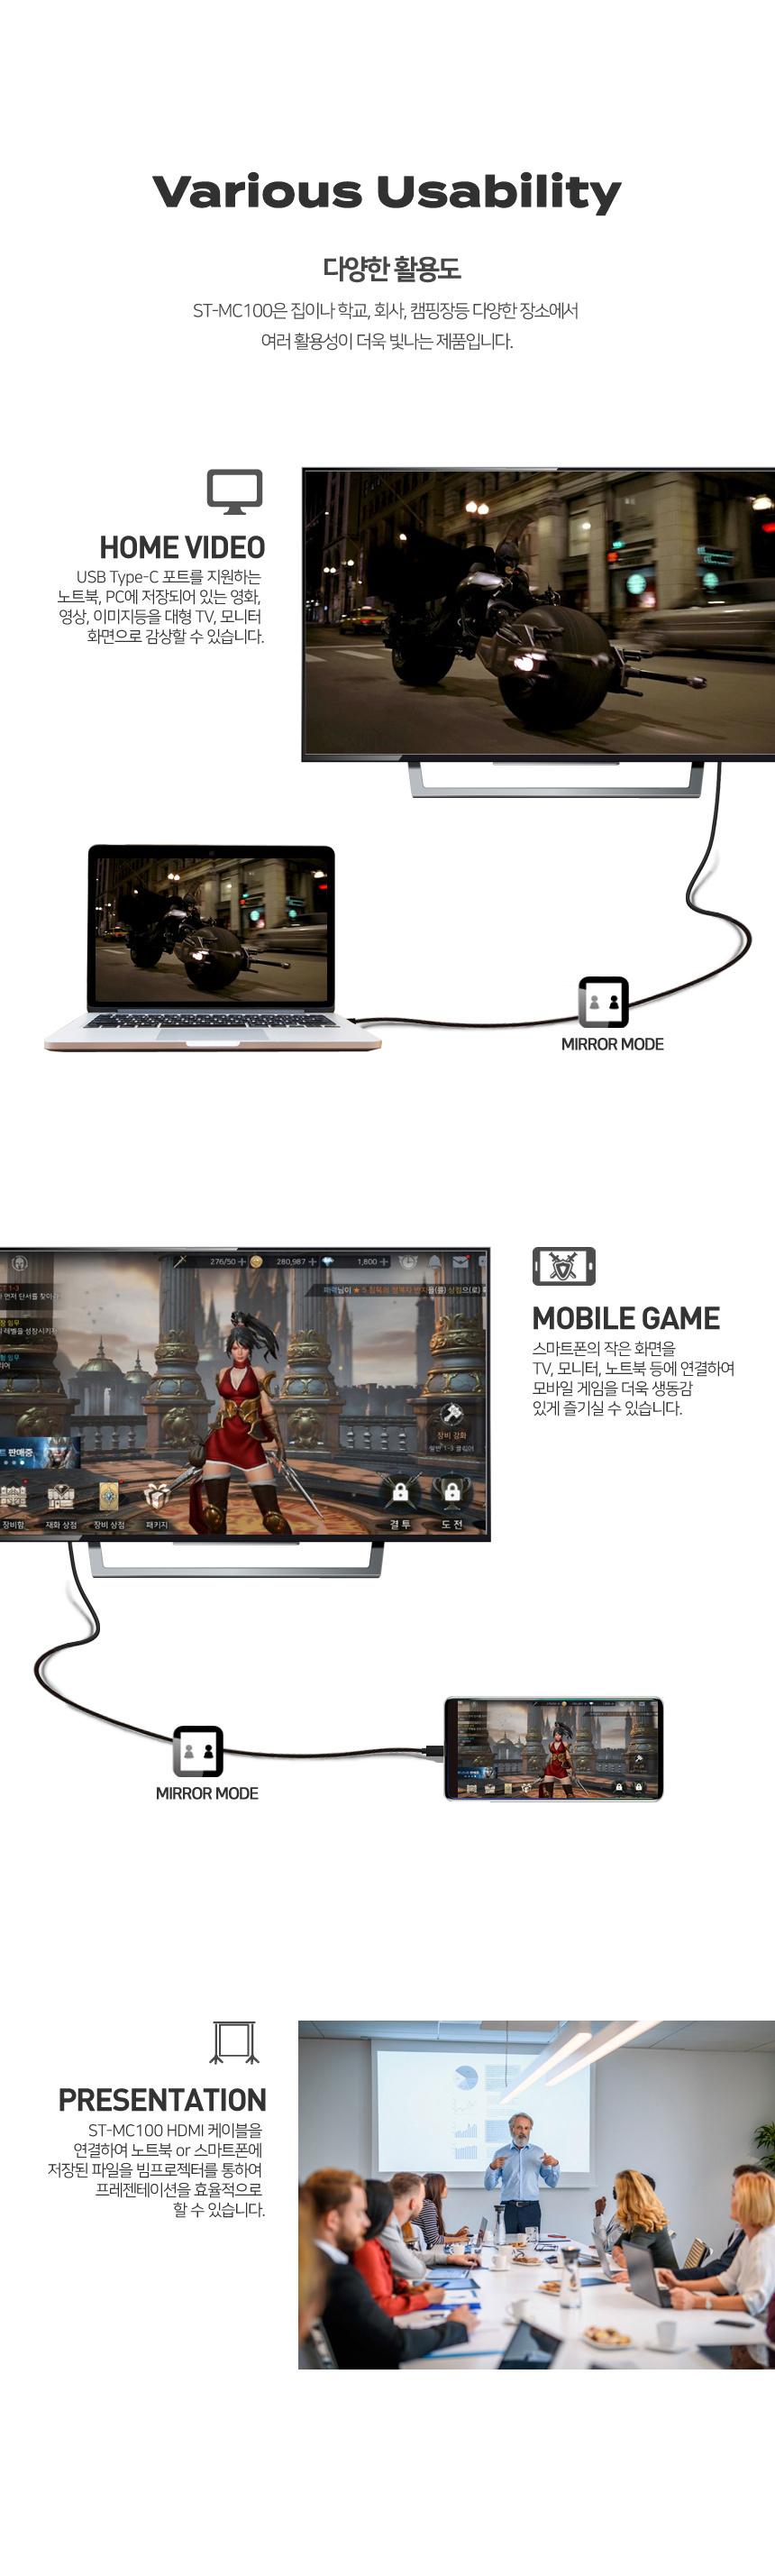 Various Usability
다양한 활용도
ST-MC100은 집이나 학교, 회사, 캠핑장등 다양한 장소에서
여러 활용성이 더욱 빛나는 제품입니다.
HOME VIDEO
USB Type-C 포트를 지원하는
노트북, PC에 저장되어 있는 영화,
영상, 이미지등을 대형 TV, 모니터
화면으로 감상할 수 있습니다.
MIRROR MODE
276/50
280,987
1,800
장비 강화
판매중
장비함
재화 상점
장비 상점
패키지
결투
도전
MOBILE GAME
스마트폰의 작은 화면을
TV, 모니터, 노트북 등에 연결하여
모바일 게임을 더욱 생동감
있게 즐기실 수 있습니다.
MIRROR MODE
PRESENTATION
ST-MC100 HDMI 케이블을
연결하여 노트북 or 스마트폰에
저장된 파일을 빔프로젝터를 통하여
프레젠테이션을 효율적으로
할 수 있습니다.